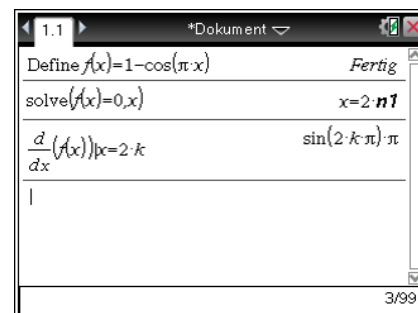 1.1 *Dokument
Define f(x)=1−cos(π·x) Fertig
solve(f(x)=0,x) x=2·n1
d/dx(f(x))|x=2·k sin(2·k·π)·π
3/99